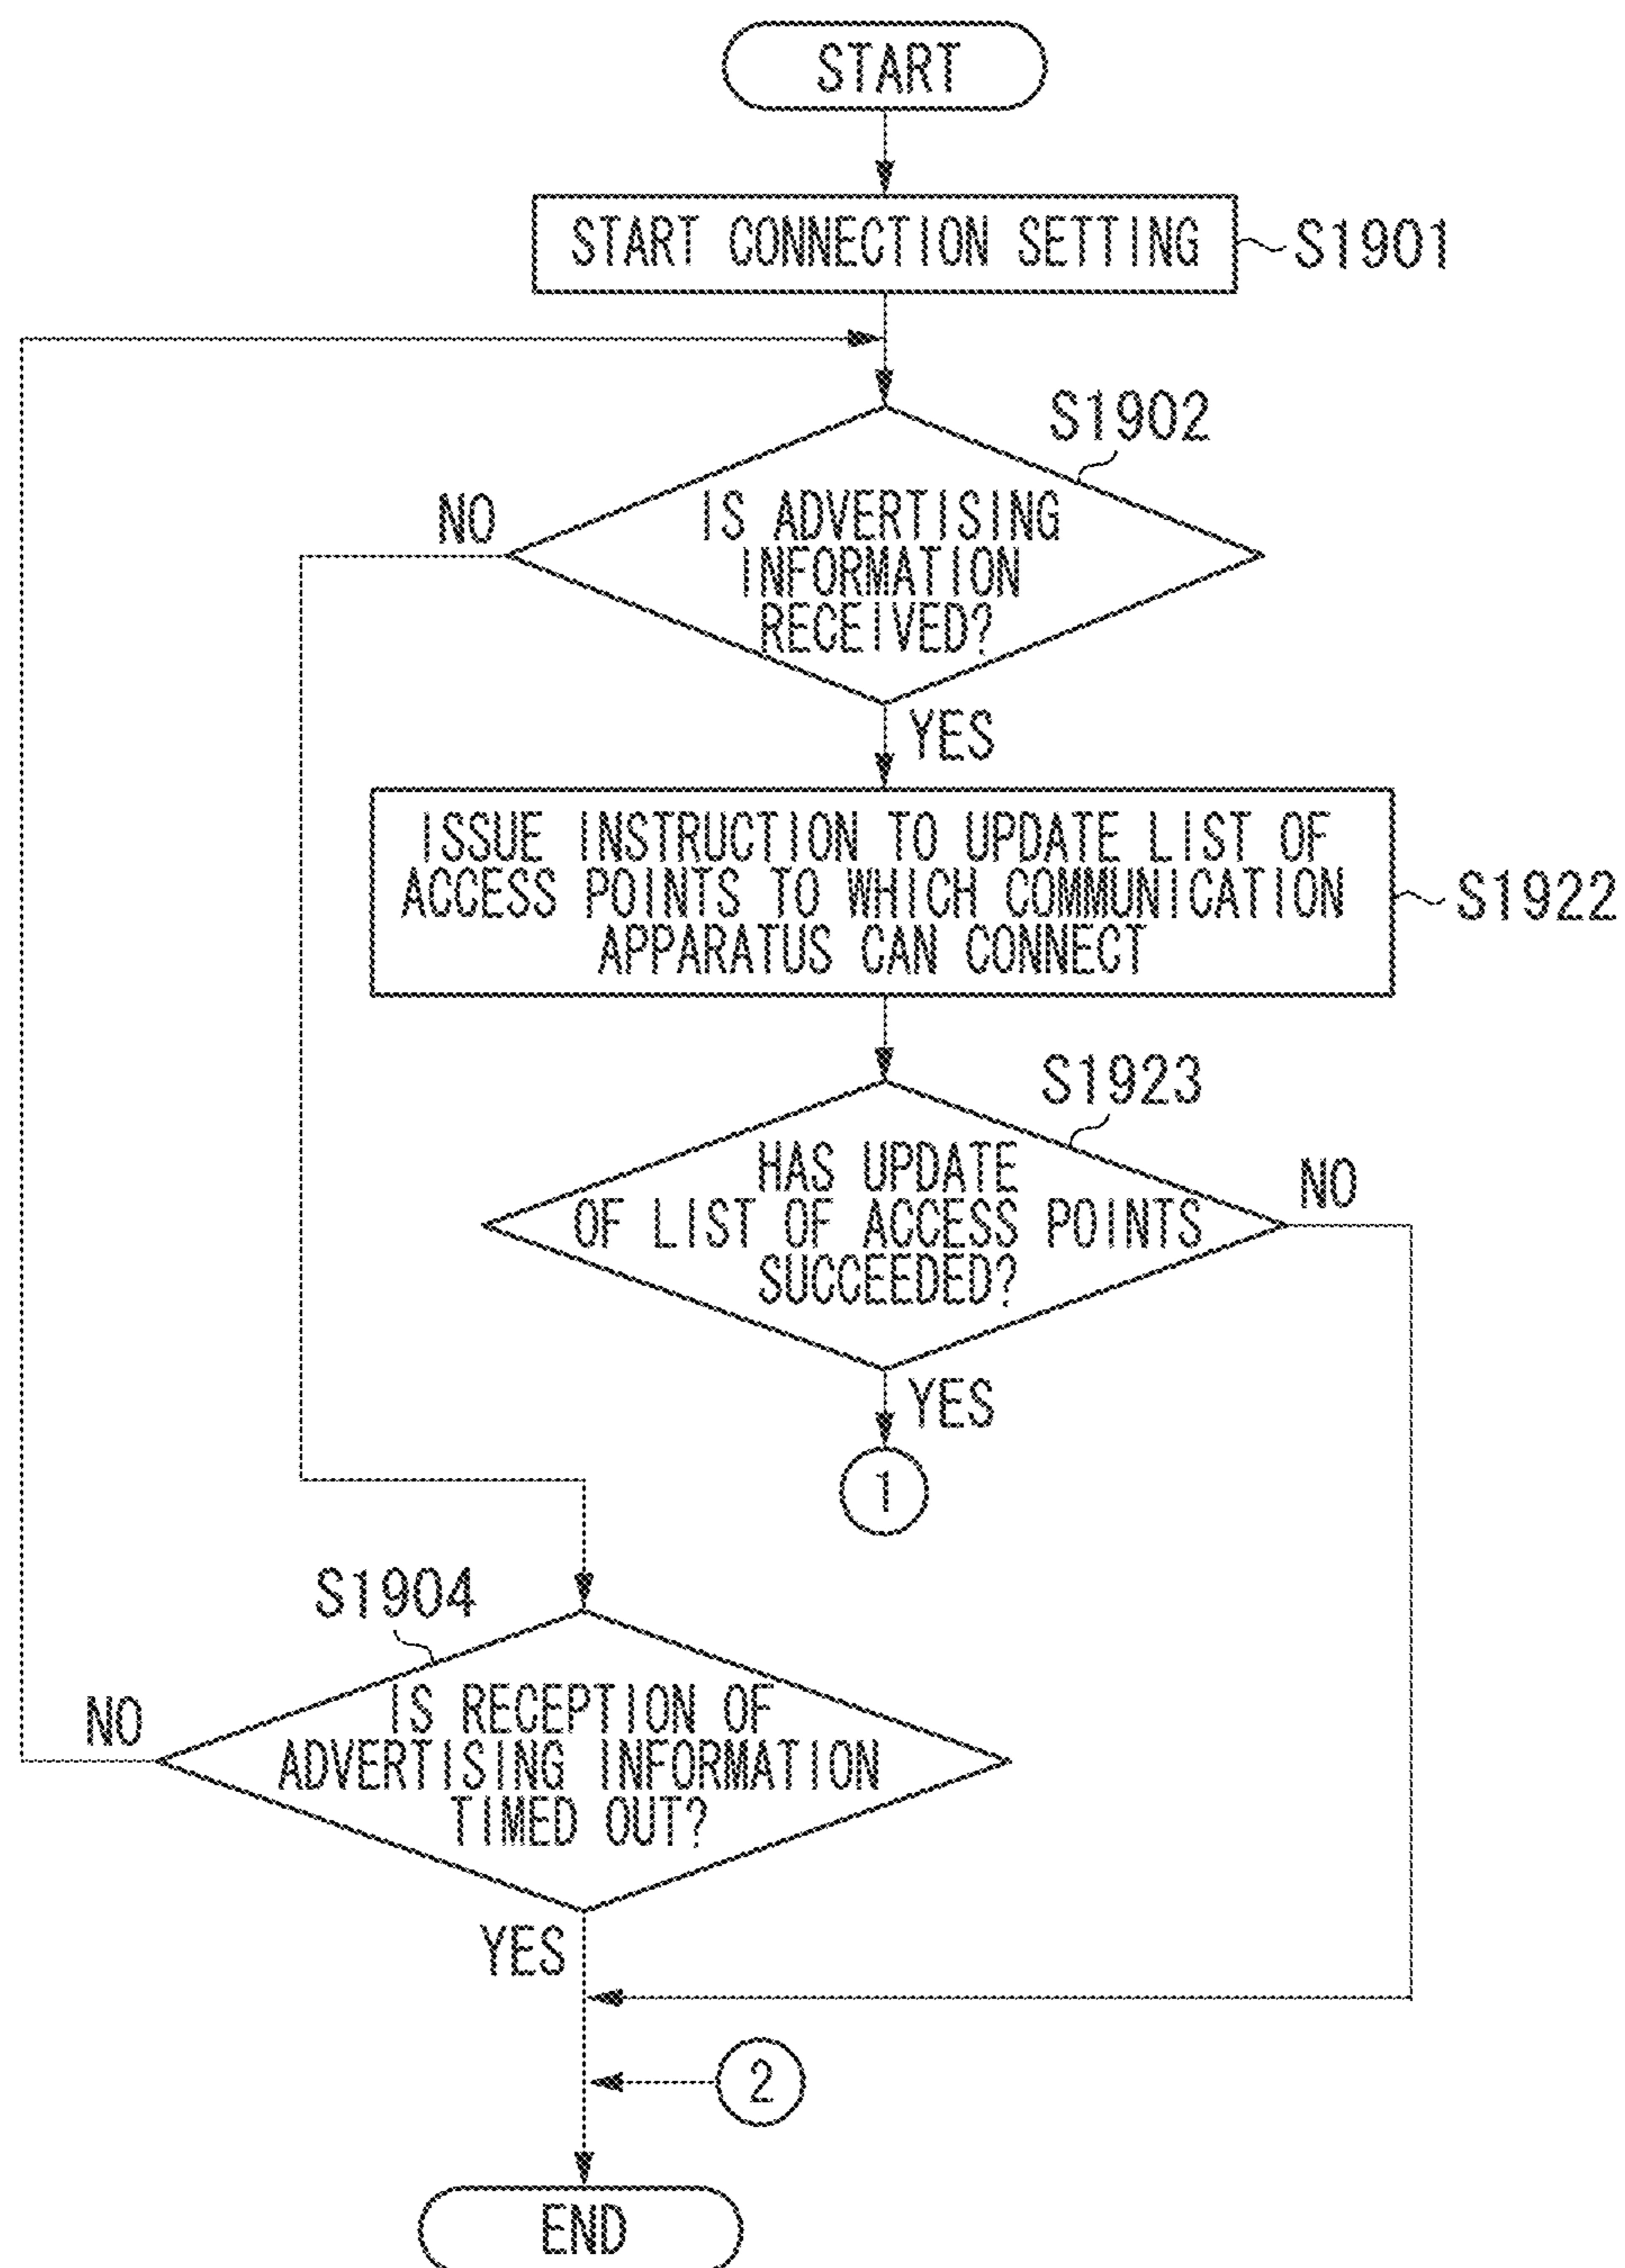 START
START CONNECTION SETTING
S1901
S1902
NO
IS ADVERTISING
INFORMATION
RECEIVED?
YES
ISSUE INSTRUCTION TO UPDATE LIST OF
ACCESS POINTS TO WHICH COMMUNICATION
APPARATUS CAN CONNECT
S1922
S1923
HAS UPDATE
OF LIST OF ACCESS POINTS
SUCCEEDED?
NO
YES
1
S1904
NO
IS RECEPTION OF
ADVERTISING INFORMATION
TIMED OUT?
YES
2
END